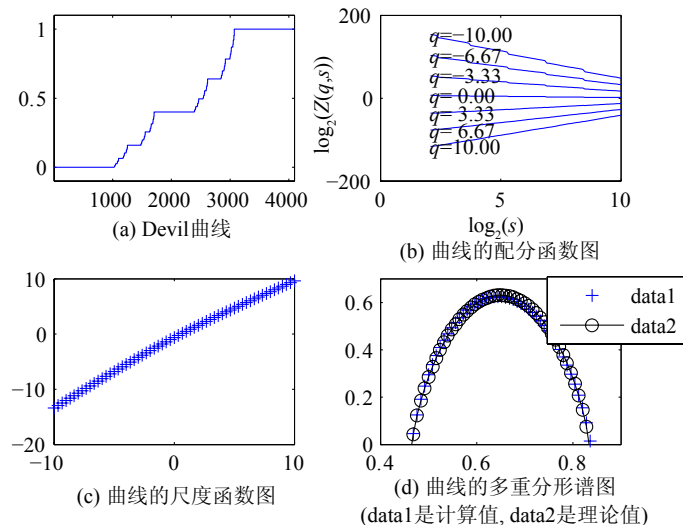 1
0.5
0
1000 2000 3000 4000
(a) Devil曲线
200
0
−200
log₂(Z(q,s))
q=−10.00
q=−6.67
q=−3.33
q=0.00
q=3.33
q=6.67
q=10.00
0 5 10
log₂(s)
(b) 曲线的配分函数图
10
0
−10
−20
−10 0 10
(c) 曲线的尺度函数图
0.6
0.4
0.2
0
0.4 0.6 0.8
data1
data2
(d) 曲线的多重分形谱图
(data1是计算值, data2是理论值)